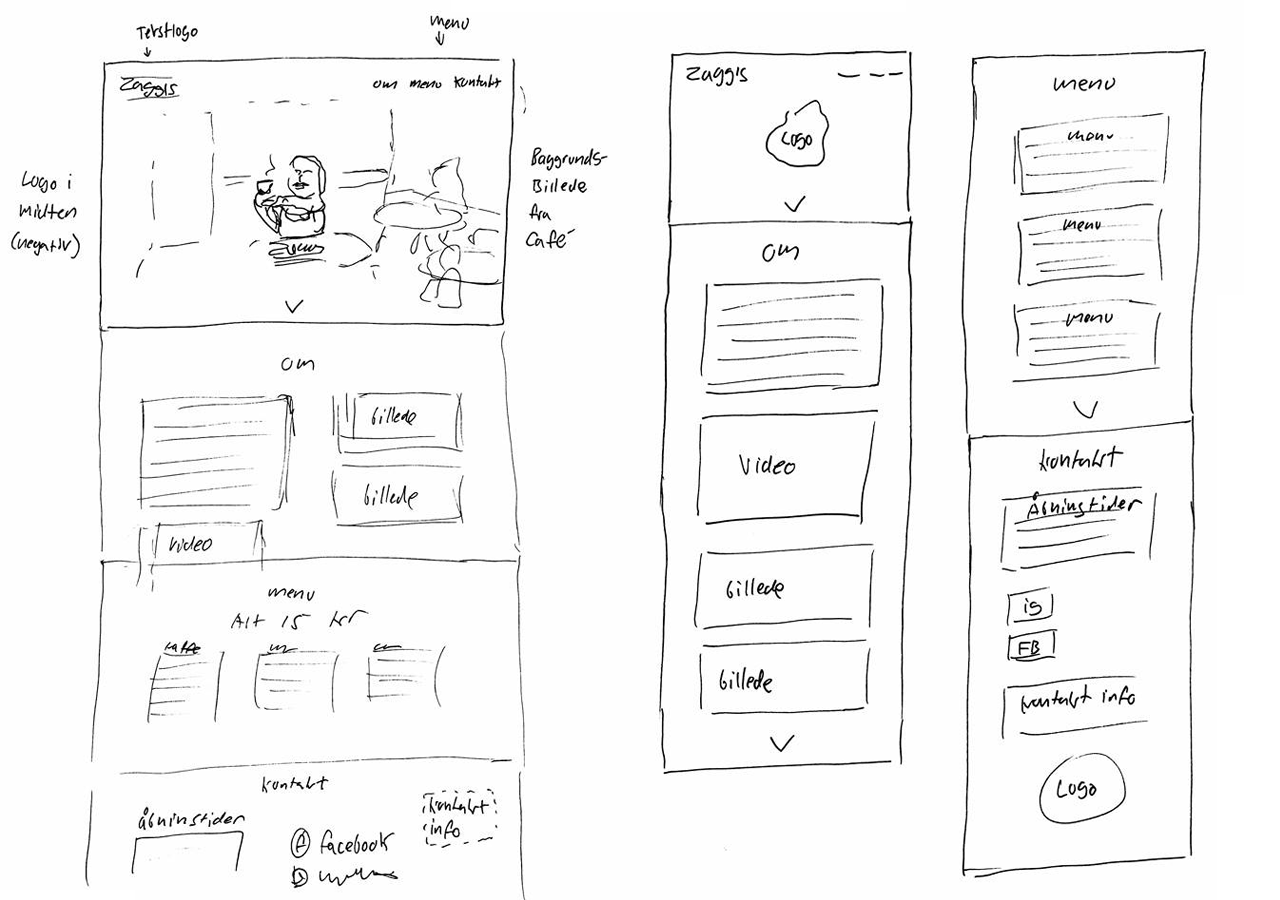 Tekstlogo
menu
Zaggis
om menu kontakt
Logo i
midten
(negativ)
Baggrunds-
Billede
fra
Café
om
billede
billede
video
menu
Alt 15 kr
kaffe
kontakt
åbningstider
facebook
kontakt
info
Zaggis
Logo
om
Video
billede
billede
menu
menu
menu
menu
kontakt
Åbningstider
ig
FB
kontakt info
Logo